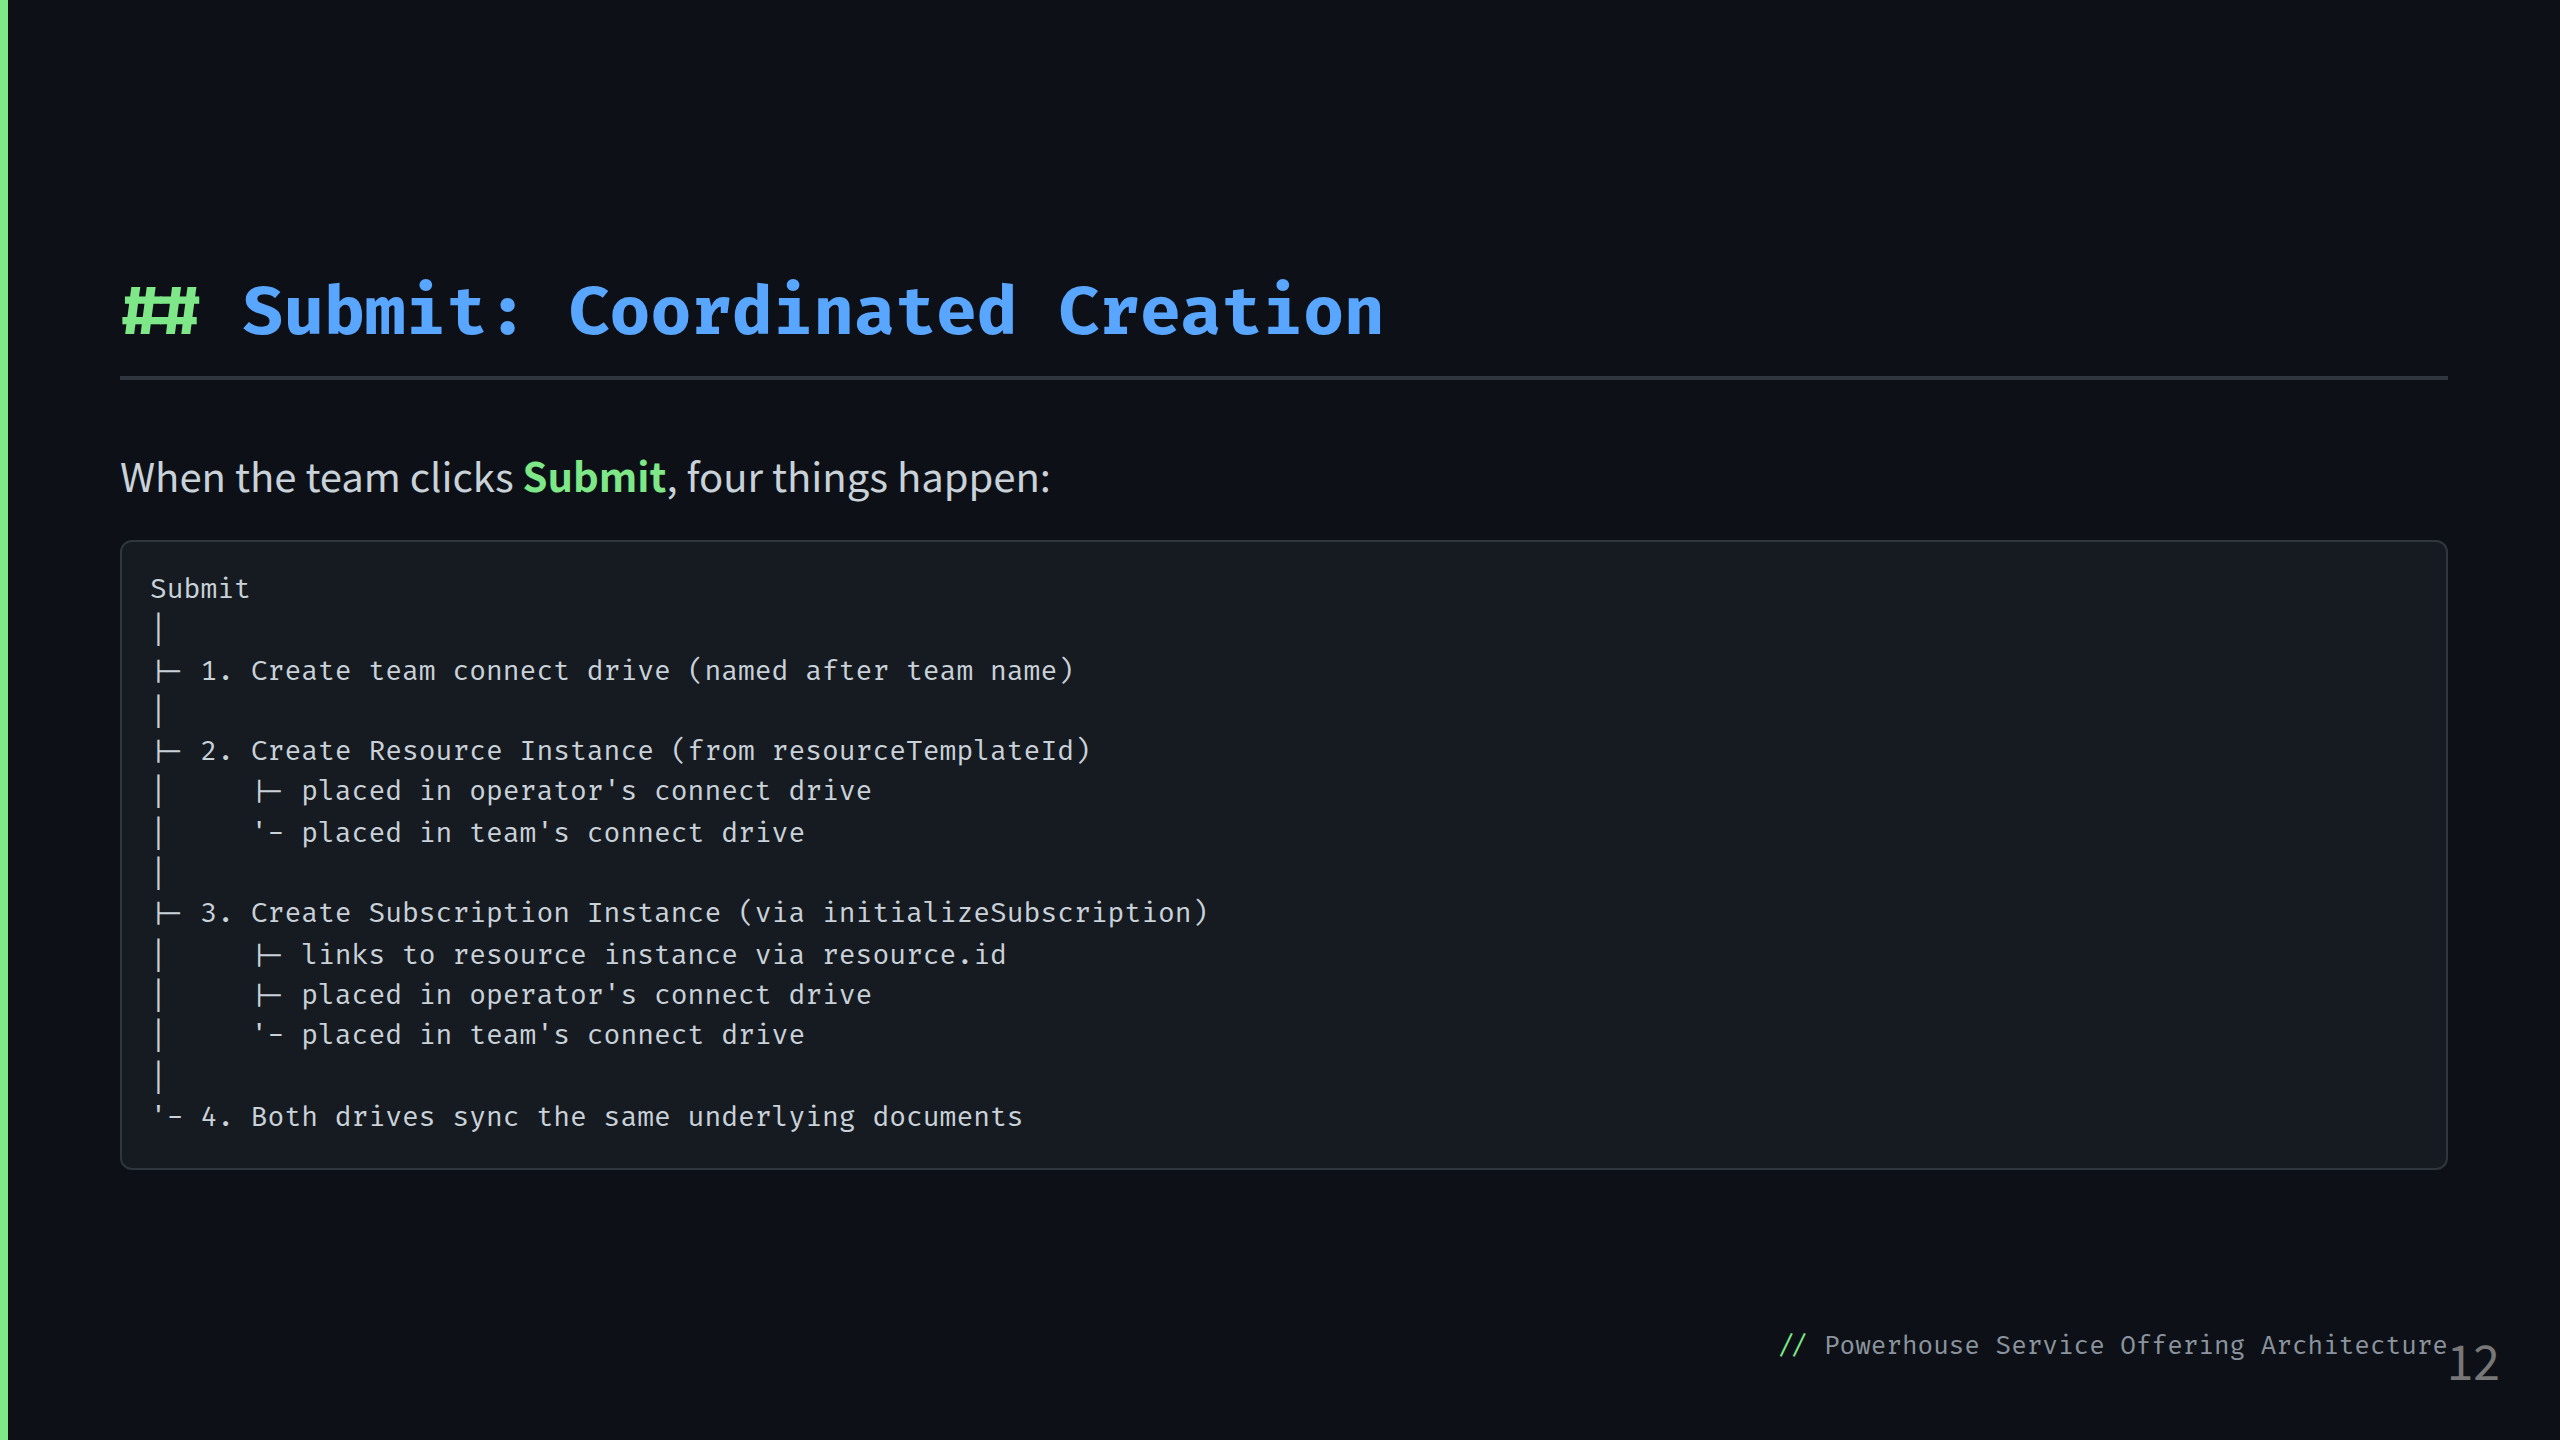 ## Submit: Coordinated Creation
When the team clicks Submit, four things happen:
Submit
│
├─ 1. Create team connect drive (named after team name)
│
├─ 2. Create Resource Instance (from resourceTemplateId)
│     ├─ placed in operator's connect drive
│     '- placed in team's connect drive
│
├─ 3. Create Subscription Instance (via initializeSubscription)
│     ├─ links to resource instance via resource.id
│     ├─ placed in operator's connect drive
│     '- placed in team's connect drive
│
'- 4. Both drives sync the same underlying documents
// Powerhouse Service Offering Architecture
12